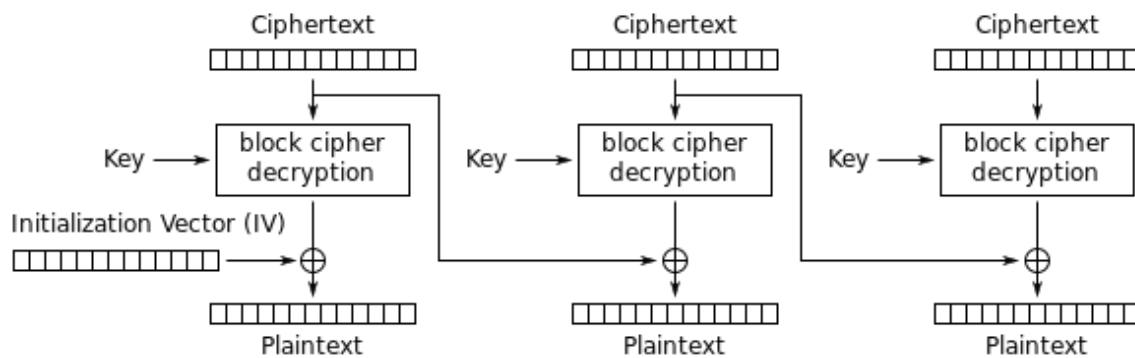 Ciphertext
Ciphertext
Ciphertext
Key
block cipher
decryption
Key
block cipher
decryption
Key
block cipher
decryption
Initialization Vector (IV)
Plaintext
Plaintext
Plaintext